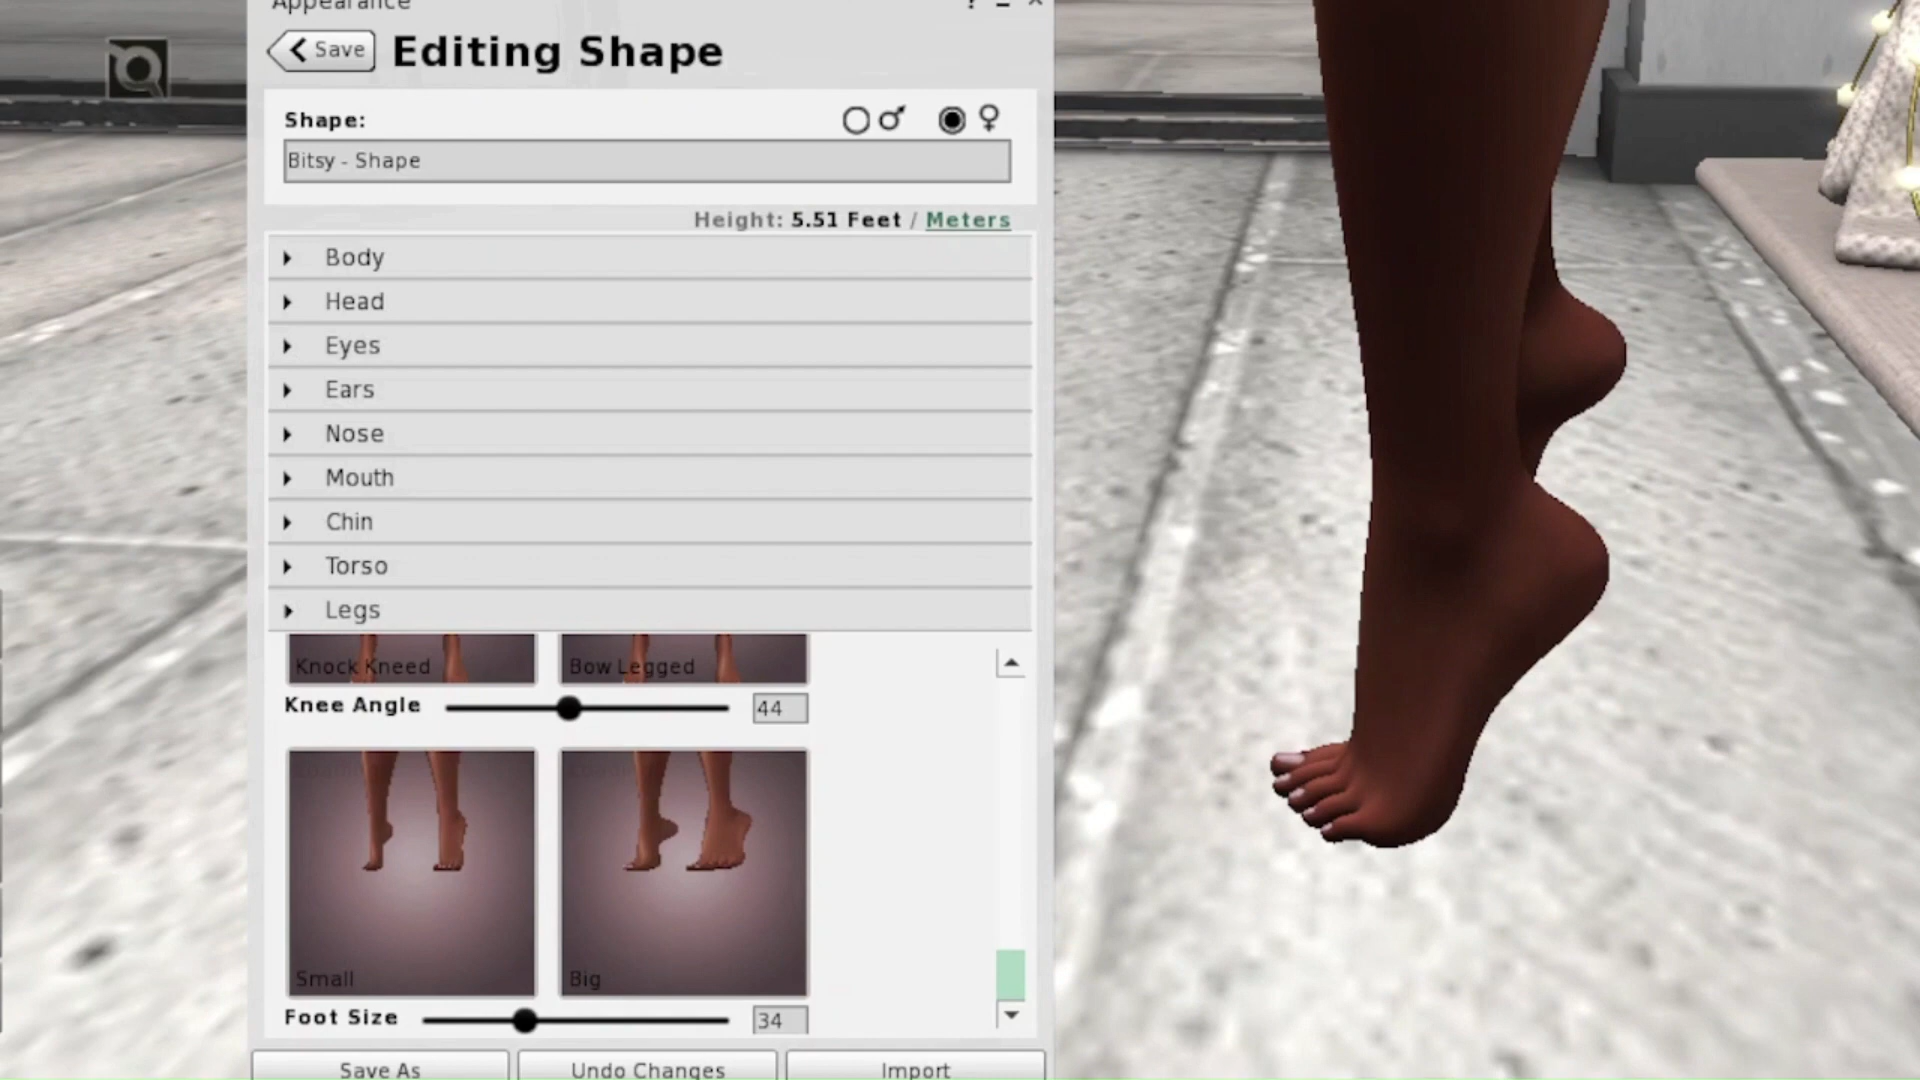 Appearance
Save
Editing Shape
Shape:
Bitsy - Shape
Height: 5.51 Feet / Meters
Body
Head
Eyes
Ears
Nose
Mouth
Chin
Torso
Legs
Knock Kneed
Bow Legged
Knee Angle
44
Small
Big
Foot Size
34
Save As
Undo Changes
Import